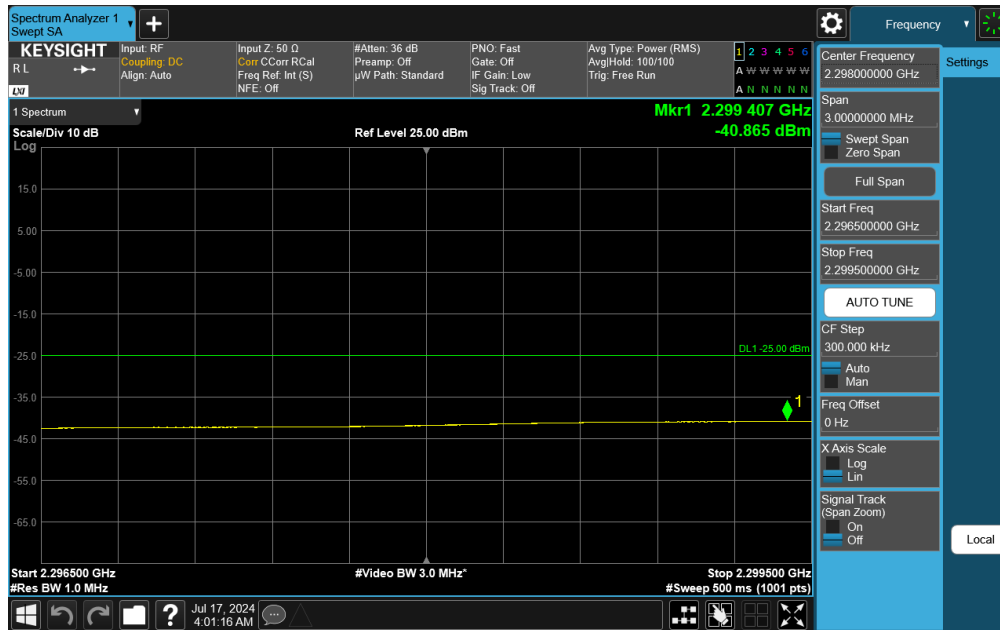 Spectrum Analyzer 1
Swept SA
Frequency
KEYSIGHT
R L
LXI
Input: RF
Coupling: DC
Align: Auto
Input Z: 50 Ω
Corr CCorr RCal
Freq Ref: Int (S)
NFE: Off
#Atten: 36 dB
Preamp: Off
µW Path: Standard
PNO: Fast
Gate: Off
IF Gain: Low
Sig Track: Off
Avg Type: Power (RMS)
Avg|Hold: 100/100
Trig: Free Run
1 2 3 4 5 6
A W W W W W
A N N N N N
1 Spectrum
Mkr1 2.299 407 GHz
Scale/Div 10 dB
Ref Level 25.00 dBm
-40.865 dBm
Log
15.0
5.00
-5.00
-15.0
-25.0
DL1 -25.00 dBm
-35.0
1
-45.0
-55.0
-65.0
Start 2.296500 GHz
#Video BW 3.0 MHz*
Stop 2.299500 GHz
#Res BW 1.0 MHz
#Sweep 500 ms (1001 pts)
Center Frequency
2.298000000 GHz
Settings
Span
3.00000000 MHz
Swept Span
Zero Span
Full Span
Start Freq
2.296500000 GHz
Stop Freq
2.299500000 GHz
AUTO TUNE
CF Step
300.000 kHz
Auto
Man
Freq Offset
0 Hz
X Axis Scale
Log
Lin
Signal Track
(Span Zoom)
On
Off
Local
?
Jul 17, 2024
4:01:16 AM